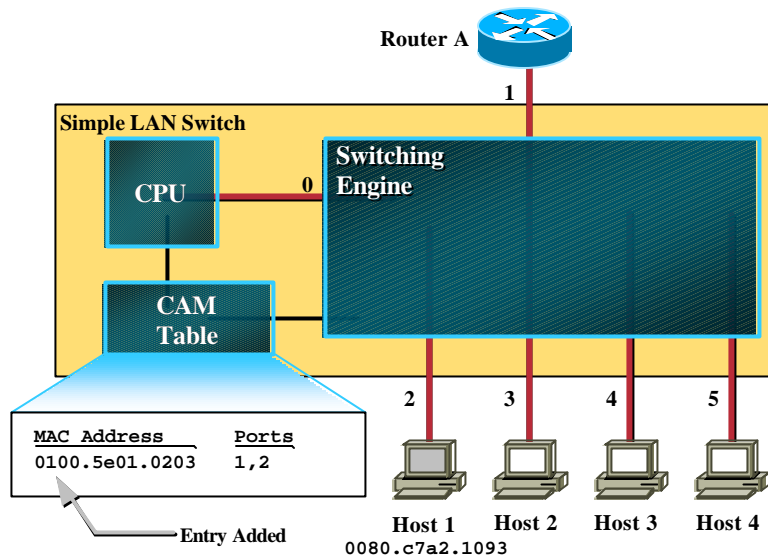 Router A
1
Simple LAN Switch
Switching
Engine
CPU
0
CAM
Table
2
3
4
5
MAC Address Ports
0100.5e01.0203 1,2
Entry Added
Host 1 Host 2 Host 3 Host 4
0080.c7a2.1093